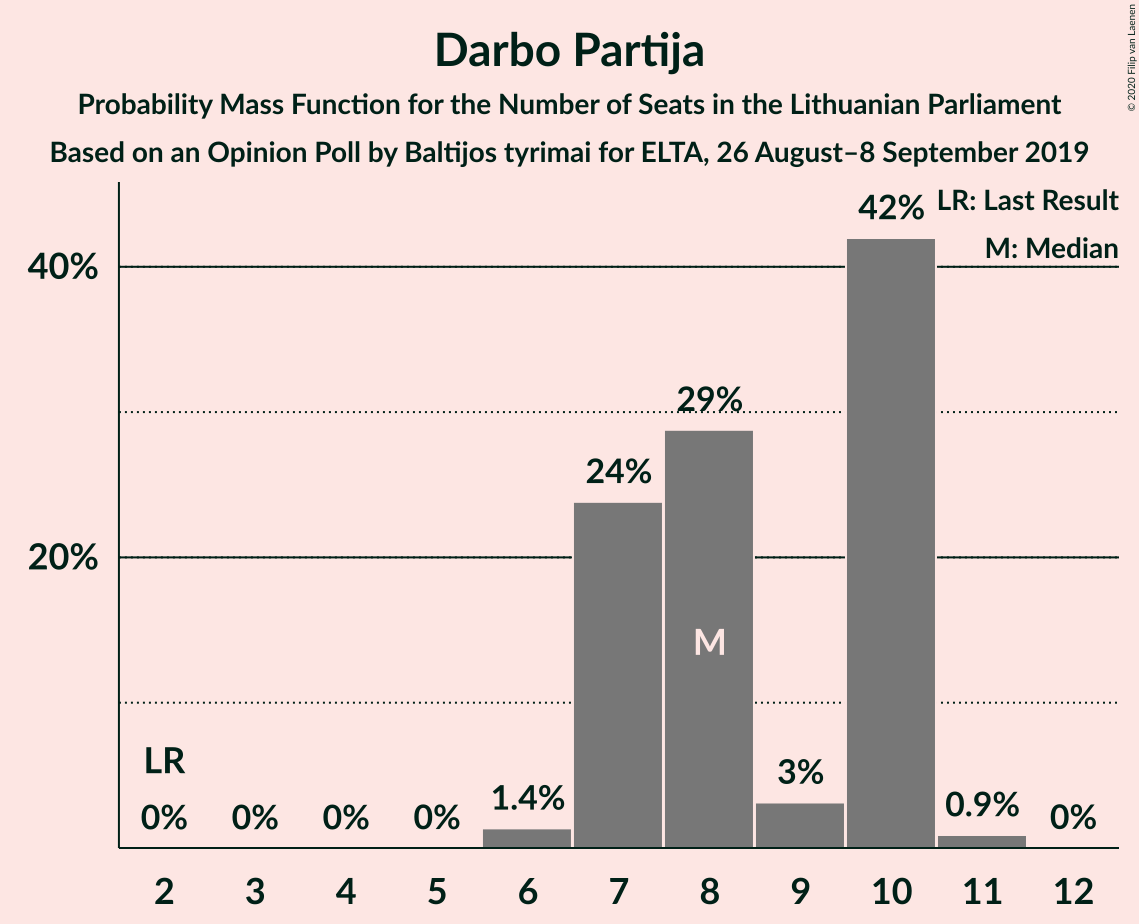 Darbo Partija
Probability Mass Function for the Number of Seats in the Lithuanian Parliament
Based on an Opinion Poll by Baltijos tyrimai for ELTA, 26 August–8 September 2019
© 2020 Filip van Laenen
LR: Last Result
M: Median
40%
20%
LR
0%
0%
0%
0%
1.4%
24%
29%
M
3%
42%
0.9%
0%
2 3 4 5 6 7 8 9 10 11 12